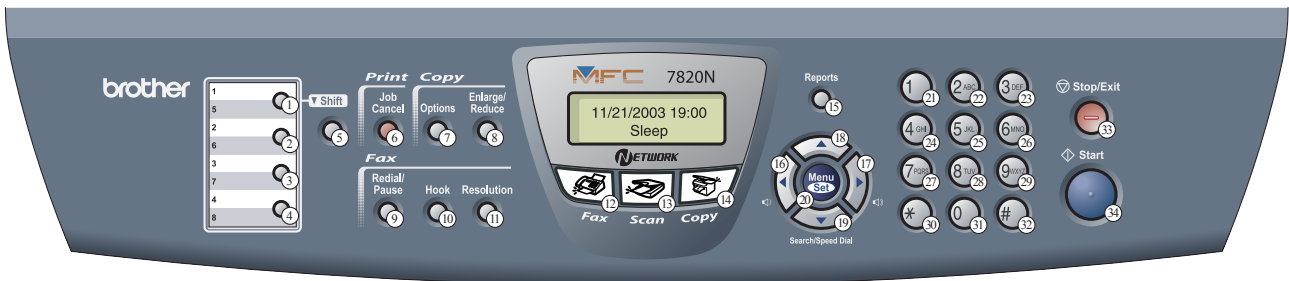 brother
1
5
2
6
3
7
4
8
1
2
3
4
▼ Shift
5
Print
Job
Cancel
6
Copy
Options
7
Enlarge/
Reduce
8
Fax
Redial/
Pause
9
Hook
10
Resolution
11
MFC 7820N
11/21/2003 19:00
Sleep
NETWORK
12
13
14
Fax Scan Copy
Reports
15
16
17
18
19
Menu
Set
20
Search/Speed Dial
1
21
2 ABC
22
3 DEF
23
4 GHI
24
5 JKL
25
6 MNO
26
7 PQRS
27
8 TUV
28
9 WXYZ
29
*
30
0
31
#
32
Stop/Exit
33
Start
34